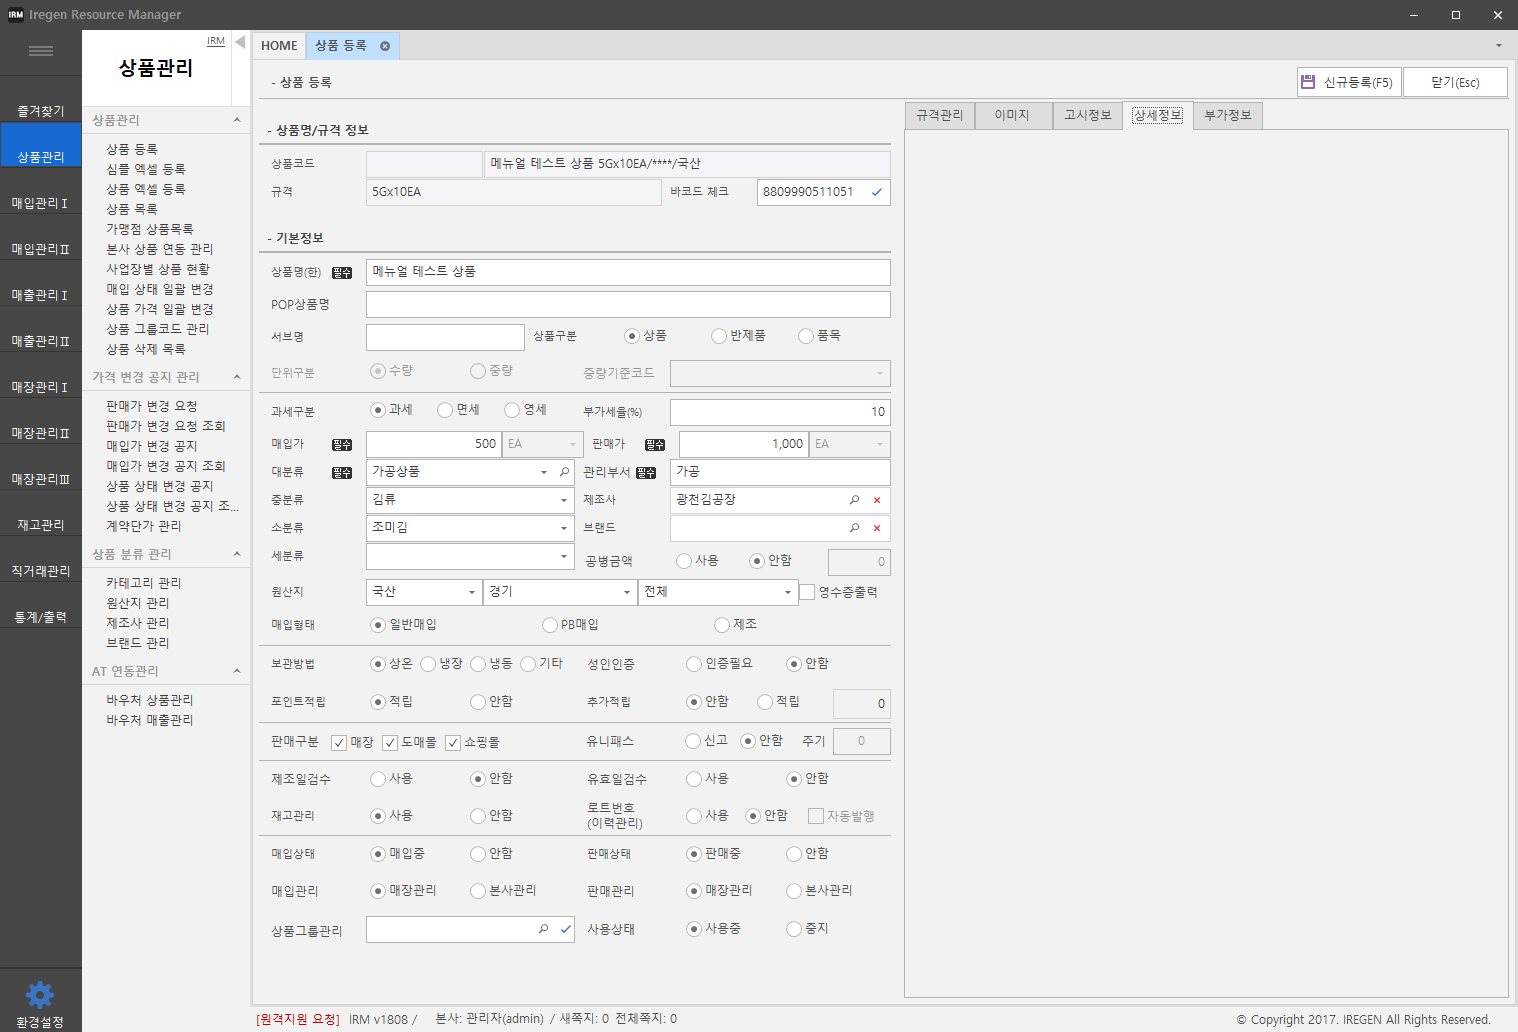 IRM Iregen Resource Manager
즐겨찾기
상품관리
매입관리 I
매입관리 II
매출관리 I
매출관리 II
매장관리 I
매장관리 II
매장관리 III
재고관리
직거래관리
통계/출력
환경설정
IRM
상품관리
상품관리
상품 등록
심플 엑셀 등록
상품 엑셀 등록
상품 목록
가맹점 상품목록
본사 상품 연동 관리
사업장별 상품 현황
매입 상태 일괄 변경
상품 가격 일괄 변경
상품 그룹코드 관리
상품 삭제 목록
가격 변경 공지 관리
판매가 변경 요청
판매가 변경 요청 조회
매입가 변경 공지
매입가 변경 공지 조회
상품 상태 변경 공지
상품 상태 변경 공지 조...
계약단가 관리
상품 분류 관리
카테고리 관리
원산지 관리
제조사 관리
브랜드 관리
AT 연동관리
바우처 상품관리
바우처 매출관리
HOME 상품 등록
- 상품 등록 신규등록(F5) 닫기(Esc)
- 상품명/규격 정보
상품코드 메뉴얼 테스트 상품 5Gx10EA/****/국산
규격 5Gx10EA 바코드 체크 8809990511051
- 기본정보
상품명(한) 필수 메뉴얼 테스트 상품
POP상품명
서브명 상품구분 상품 반제품 품목
단위구분 수량 중량 중량기준코드
과세구분 과세 면세 영세 부가세율(%) 10
매입가 필수 500 EA 판매가 필수 1,000 EA
대분류 필수 가공상품 관리부서 필수 가공
중분류 김류 제조사 광천김공장
소분류 조미김 브랜드
세분류 공병금액 사용 안함 0
원산지 국산 경기 전체 영수증출력
매입형태 일반매입 PB매입 제조
보관방법 상온 냉장 냉동 기타 성인인증 인증필요 안함
포인트적립 적립 안함 추가적립 안함 적립 0
판매구분 매장 도매몰 쇼핑몰 유니패스 신고 안함 주기 0
제조일검수 사용 안함 유효일검수 사용 안함
재고관리 사용 안함 로트번호(이력관리) 사용 안함 자동발행
매입상태 매입중 안함 판매상태 판매중 안함
매입관리 매장관리 본사관리 판매관리 매장관리 본사관리
상품그룹관리 사용상태 사용중 중지
규격관리 이미지 고시정보 상세정보 부가정보
[원격지원 요청] IRM v1808 / 본사: 관리자(admin) / 새쪽지: 0 전체쪽지: 0
© Copyright 2017. IREGEN All Rights Reserved.